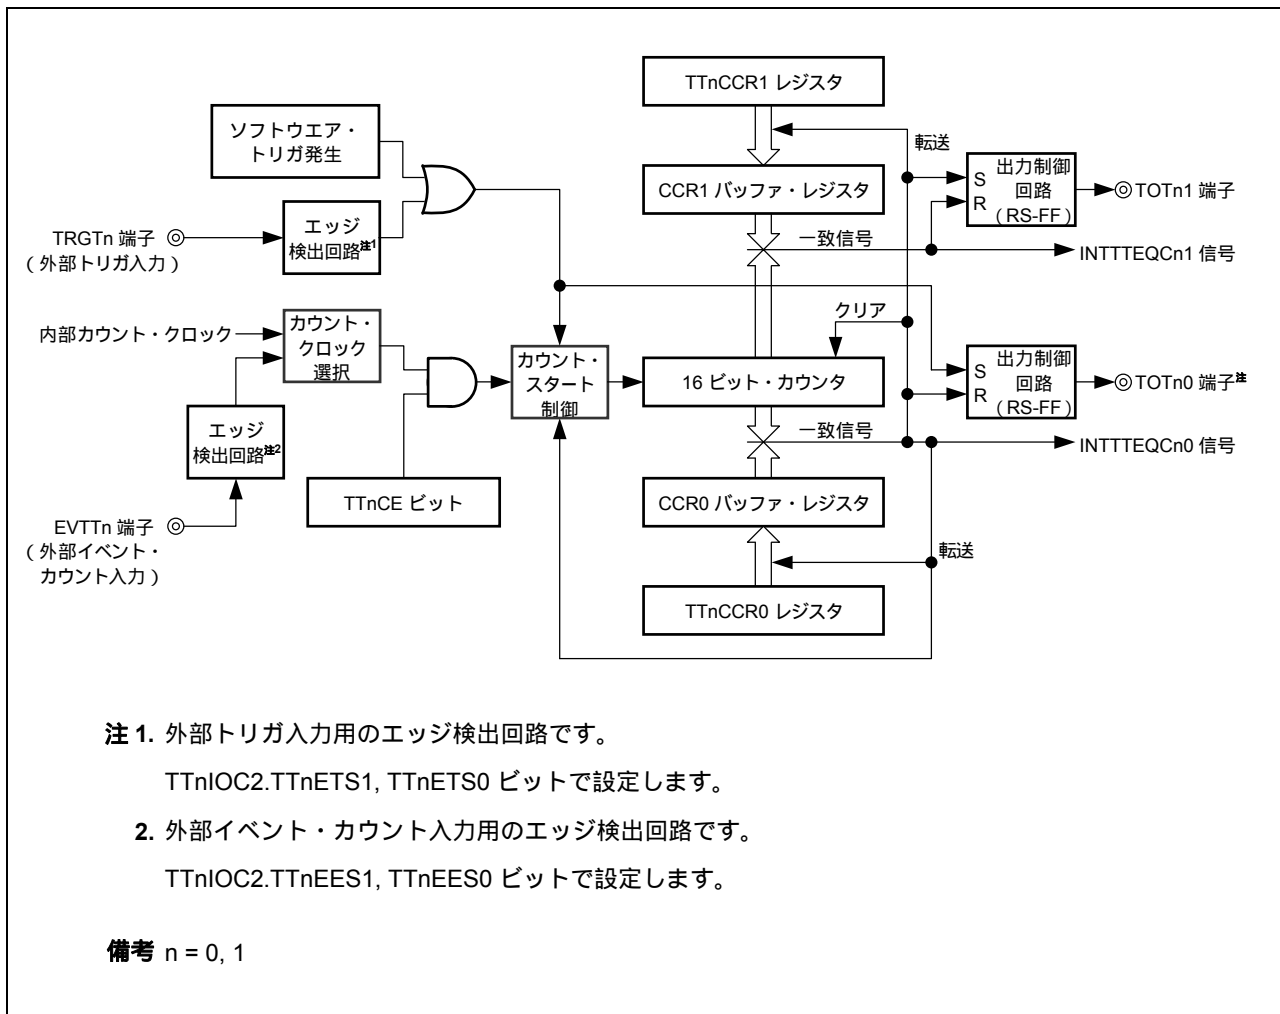 TTnCCR1 レジスタ
ソフトウエア・
トリガ発生
転送
CCR1 バッファ・レジスタ
S
R
出力制御
回路
(RS-FF)
TOTn1 端子
TRGTn 端子
(外部トリガ入力)
エッジ
検出回路注1
一致信号
INTTTEQCn1 信号
内部カウント・クロック
カウント・
クロック
選択
クリア
カウント・
スタート
制御
16 ビット・カウンタ
S
R
出力制御
回路
(RS-FF)
TOTn0 端子注
エッジ
検出回路注2
一致信号
INTTTEQCn0 信号
TTnCE ビット
CCR0 バッファ・レジスタ
EVTTn 端子
(外部イベント・
カウント入力)
転送
TTnCCR0 レジスタ
注 1. 外部トリガ入力用のエッジ検出回路です。
TTnIOC2.TTnETS1, TTnETS0 ビットで設定します。
2. 外部イベント・カウント入力用のエッジ検出回路です。
TTnIOC2.TTnEES1, TTnEES0 ビットで設定します。
備考 n = 0, 1